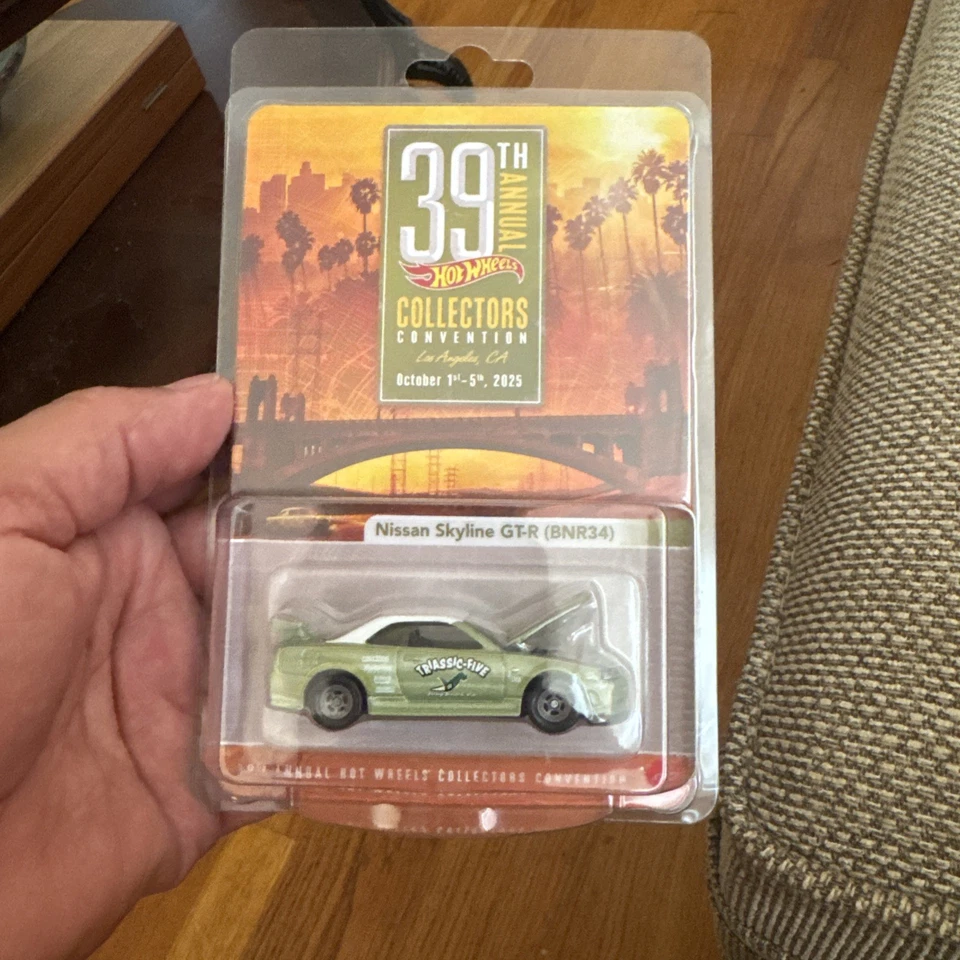 39TH
ANNUAL
HOT WHEELS
COLLECTORS
CONVENTION
Los Angeles, CA
October 1st-5th, 2025
Nissan Skyline GT-R (BNR34)
TRIASSIC-FIVE
ANNUAL HOT WHEELS COLLECTORS CONVENTION